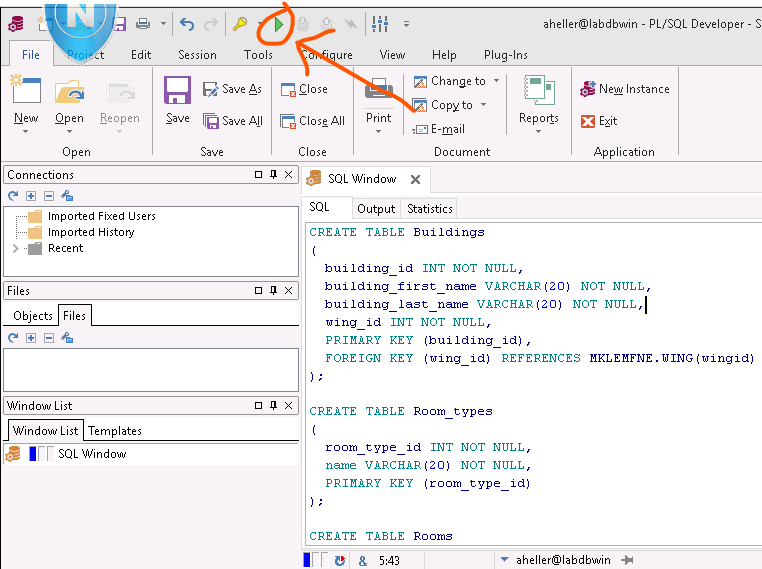 N
aheller@labdbwin - PL/SQL Developer - S
File Project Edit Session Tools Configure View Help Plug-Ins
New Open Reopen Save Save As Save All Close Close All Print Change to Copy to E-mail Reports New Instance Exit
Open Save Close Document Application
Connections
Imported Fixed Users
Imported History
Recent
Files
Objects Files
Window List
Window List Templates
SQL Window
SQL Window
SQL Output Statistics
CREATE TABLE Buildings
(
building_id INT NOT NULL,
building_first_name VARCHAR(20) NOT NULL,
building_last_name VARCHAR(20) NOT NULL,
wing_id INT NOT NULL,
PRIMARY KEY (building_id),
FOREIGN KEY (wing_id) REFERENCES MKLEMFNE.WING(wingid)
);
CREATE TABLE Room_types
(
room_type_id INT NOT NULL,
name VARCHAR(20) NOT NULL,
PRIMARY KEY (room_type_id)
);
CREATE TABLE Rooms
& 5:43 aheller@labdbwin